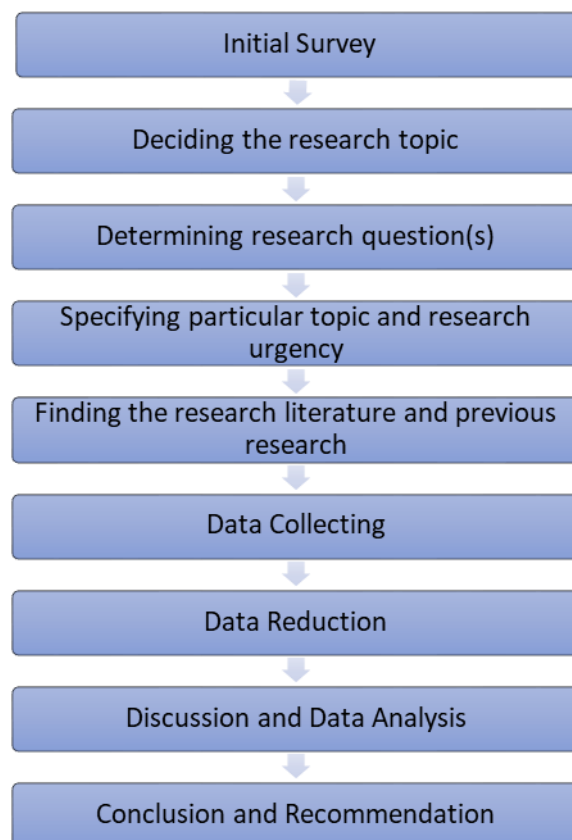 Initial Survey
Deciding the research topic
Determining research question(s)
Specifying particular topic and research
urgency
Finding the research literature and previous
research
Data Collecting
Data Reduction
Discussion and Data Analysis
Conclusion and Recommendation